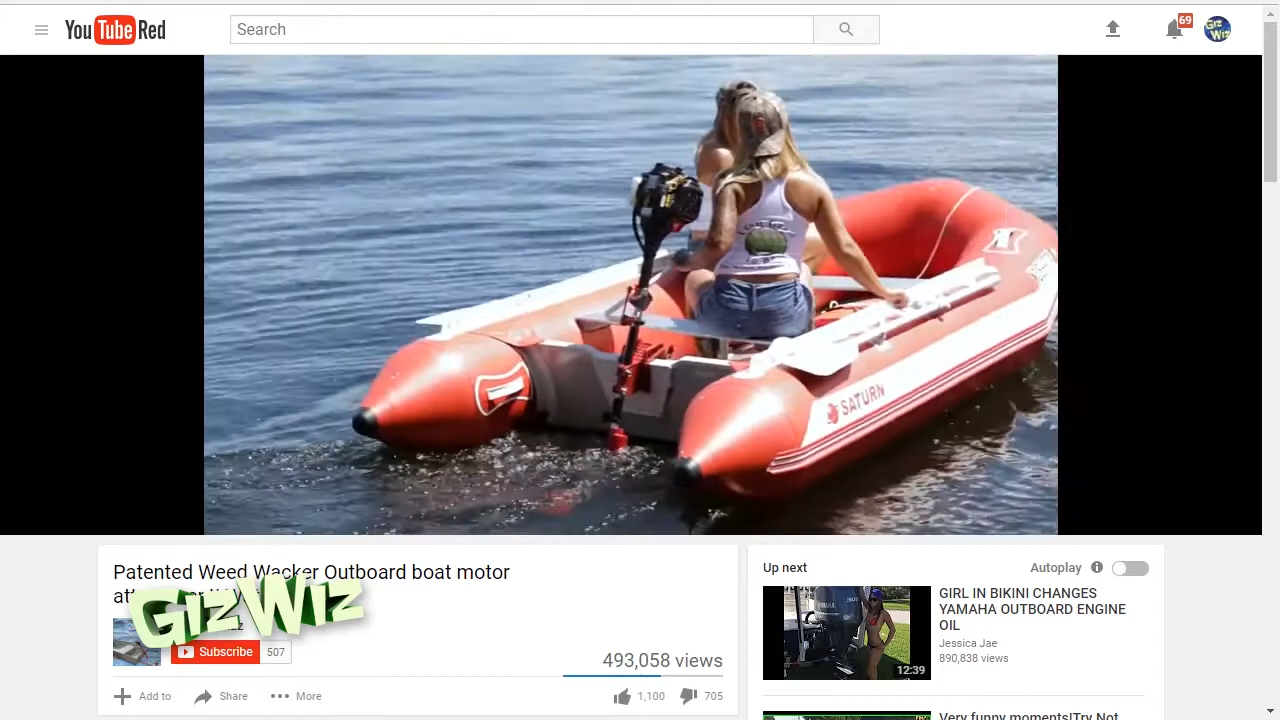 YouTube Red
Search
69
GIZ WIZ
SATURN
Patented Weed Wacker Outboard boat motor
GIZWIZ
Subscribe
507
493,058 views
Add to
Share
More
1,100
705
Up next
Autoplay
GIRL IN BIKINI CHANGES
YAMAHA OUTBOARD ENGINE
OIL
Jessica Jae
890,838 views
12:39
Very funny moments!Try Not